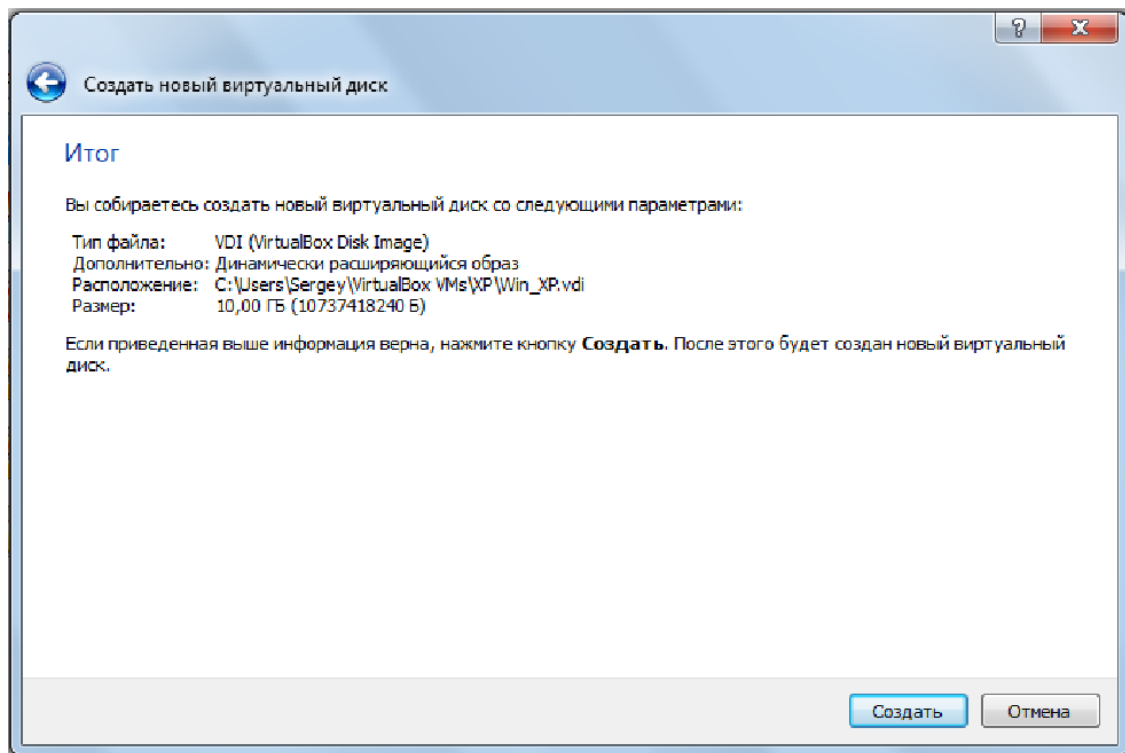 Создать новый виртуальный диск
Итог
Вы собираетесь создать новый виртуальный диск со следующими параметрами:
Тип файла: VDI (VirtualBox Disk Image)
Дополнительно: Динамически расширяющийся образ
Расположение: C:\Users\Sergey\VirtualBox VMs\XP\Win_XP.vdi
Размер: 10,00 ГБ (10737418240 Б)
Если приведенная выше информация верна, нажмите кнопку Создать. После этого будет создан новый виртуальный
диск.
Создать Отмена